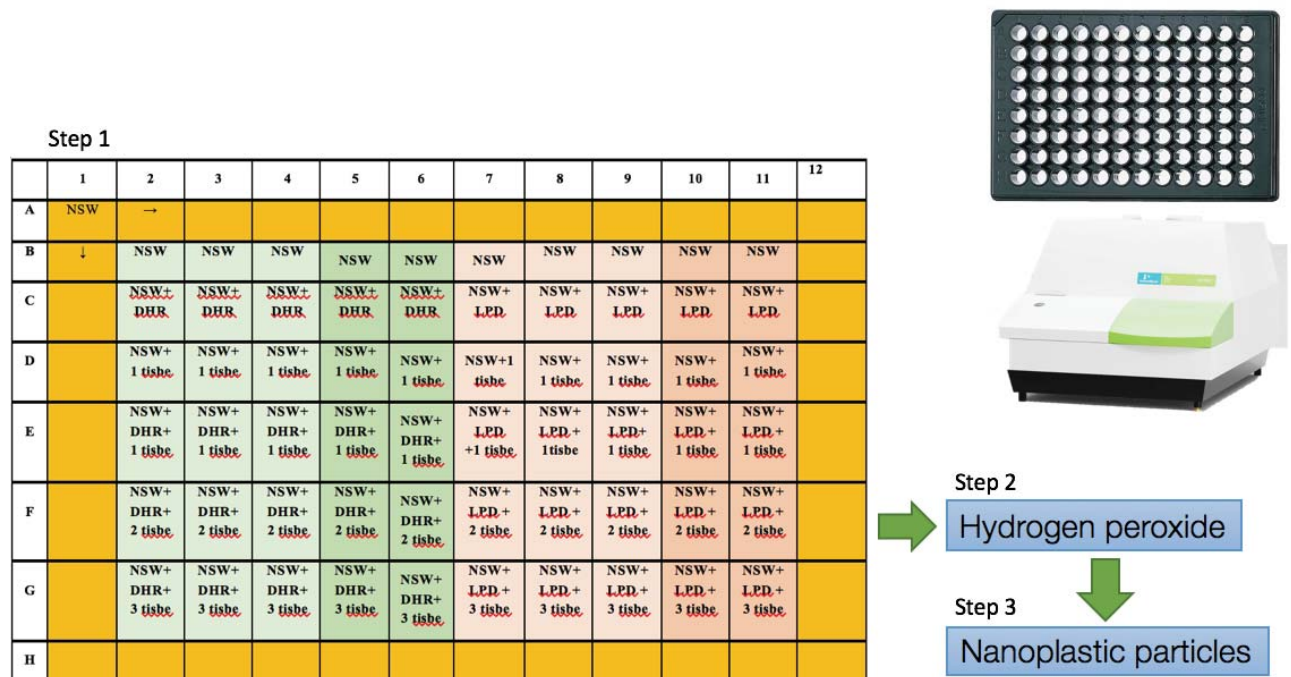 Step 1
1 2 3 4 5 6 7 8 9 10 11 12
A NSW →
B ↓ NSW NSW NSW NSW NSW NSW NSW NSW NSW NSW
C NSW+ NSW+ NSW+ NSW+ NSW+ NSW+ NSW+ NSW+ NSW+ NSW+
DHR DHR DHR DHR DHR LPD LPD LPD LPD LPD
D NSW+ NSW+ NSW+ NSW+ NSW+ NSW+1 NSW+ NSW+ NSW+ NSW+
1 tisbe 1 tisbe 1 tisbe 1 tisbe 1 tisbe tisbe 1 tisbe 1 tisbe 1 tisbe 1 tisbe
E NSW+ NSW+ NSW+ NSW+ NSW+ NSW+ NSW+ NSW+ NSW+ NSW+
DHR+ DHR+ DHR+ DHR+ DHR+ LPD LPD + LPD+ LPD + LPD +
1 tisbe 1 tisbe 1 tisbe 1 tisbe 1 tisbe +1 tisbe 1tisbe 1 tisbe 1 tisbe 1 tisbe
F NSW+ NSW+ NSW+ NSW+ NSW+ NSW+ NSW+ NSW+ NSW+ NSW+
DHR+ DHR+ DHR+ DHR+ DHR+ LPD + LPD + LPD + LPD + LPD +
2 tisbe 2 tisbe 2 tisbe 2 tisbe 2 tisbe 2 tisbe 2 tisbe 2 tisbe 2 tisbe 2 tisbe
G NSW+ NSW+ NSW+ NSW+ NSW+ NSW+ NSW+ NSW+ NSW+ NSW+
DHR+ DHR+ DHR+ DHR+ DHR+ LPD + LPD + LPD + LPD + LPD +
3 tisbe 3 tisbe 3 tisbe 3 tisbe 3 tisbe 3 tisbe 3 tisbe 3 tisbe 3 tisbe 3 tisbe
H
Step 2
Hydrogen peroxide
Step 3
Nanoplastic particles